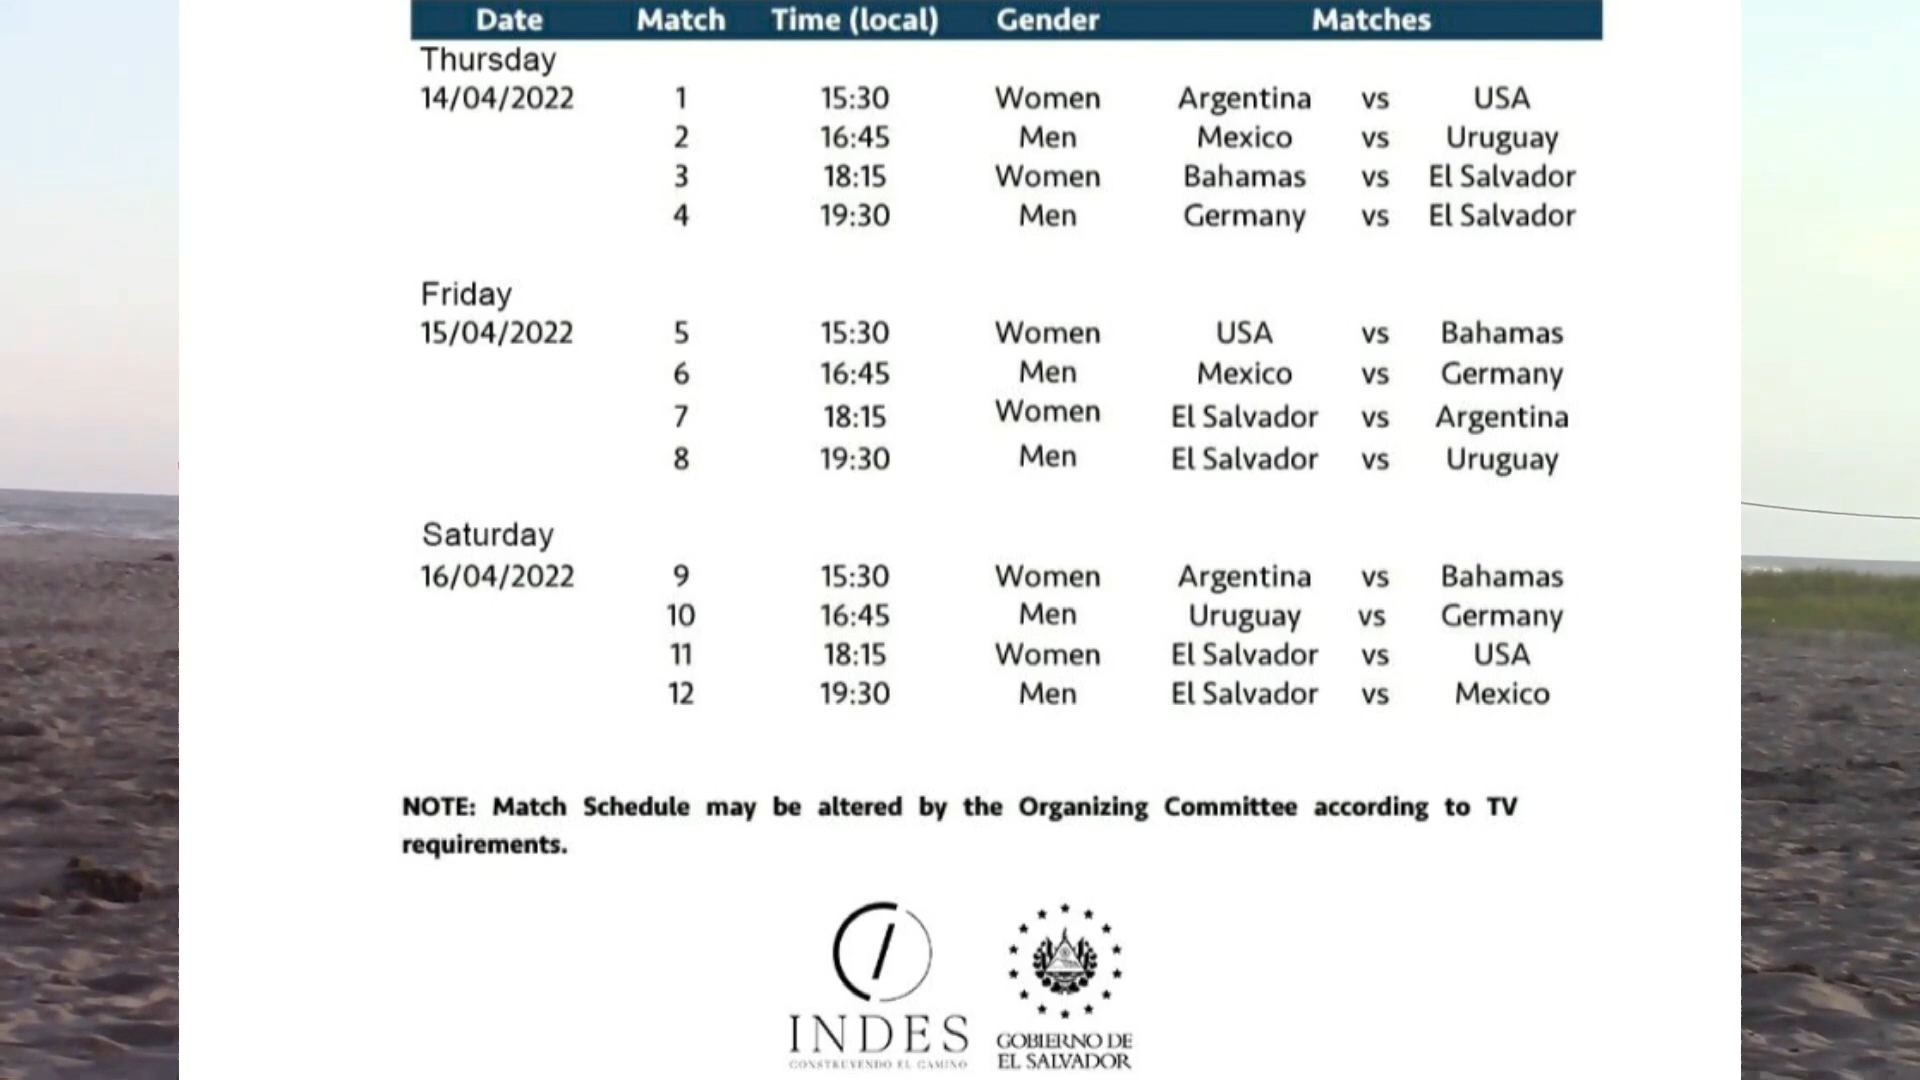 Date Match Time (local) Gender Matches
Thursday
14/04/2022 1 15:30 Women Argentina vs USA
2 16:45 Men Mexico vs Uruguay
3 18:15 Women Bahamas vs El Salvador
4 19:30 Men Germany vs El Salvador
Friday
15/04/2022 5 15:30 Women USA vs Bahamas
6 16:45 Men Mexico vs Germany
7 18:15 Women El Salvador vs Argentina
8 19:30 Men El Salvador vs Uruguay
Saturday
16/04/2022 9 15:30 Women Argentina vs Bahamas
10 16:45 Men Uruguay vs Germany
11 18:15 Women El Salvador vs USA
12 19:30 Men El Salvador vs Mexico
NOTE: Match Schedule may be altered by the Organizing Committee according to TV
requirements.
INDES
CONSTRUYENDO EL CAMINO
GOBIERNO DE
EL SALVADOR